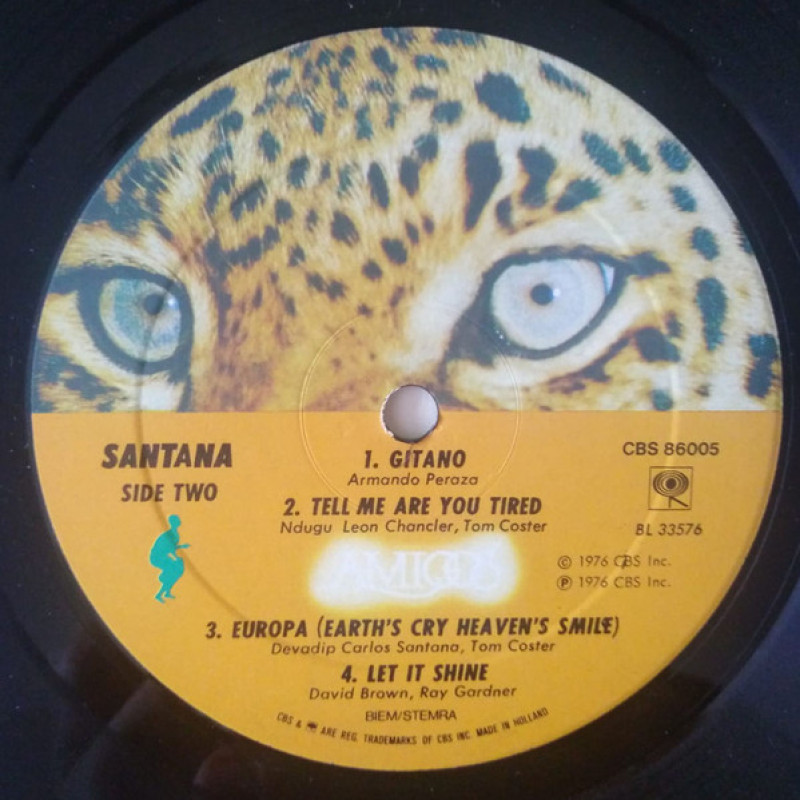 SANTANA
SIDE TWO
1. GITANO
Armando Peraza
2. TELL ME ARE YOU TIRED
Ndugu Leon Chancler, Tom Coster
AMIGOS
CBS 86005
BL 33576
© 1976 CBS Inc.
℗ 1976 CBS Inc.
3. EUROPA (EARTH'S CRY HEAVEN'S SMILE)
Devadip Carlos Santana, Tom Coster
4. LET IT SHINE
David Brown, Ray Gardner
BIEM/STEMRA
CBS & ARE REG. TRADEMARKS OF CBS INC. MADE IN HOLLAND